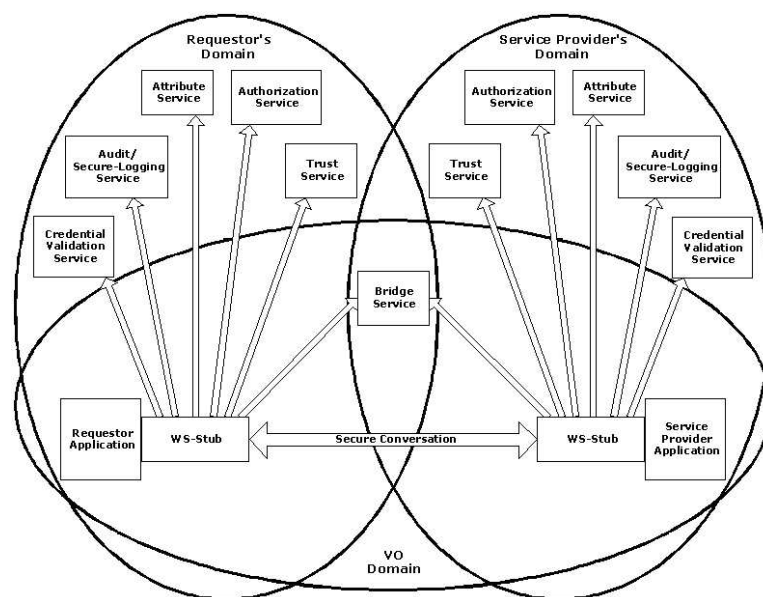 Requestor's
Domain
Service Provider's
Domain
Attribute
Service
Authorization
Service
Authorization
Service
Attribute
Service
Audit/
Secure-Logging
Service
Trust
Service
Trust
Service
Audit/
Secure-Logging
Service
Credential
Validation
Service
Credential
Validation
Service
Bridge
Service
Requestor
Application
WS-Stub
Secure Conversation
WS-Stub
Service
Provider
Application
VO
Domain